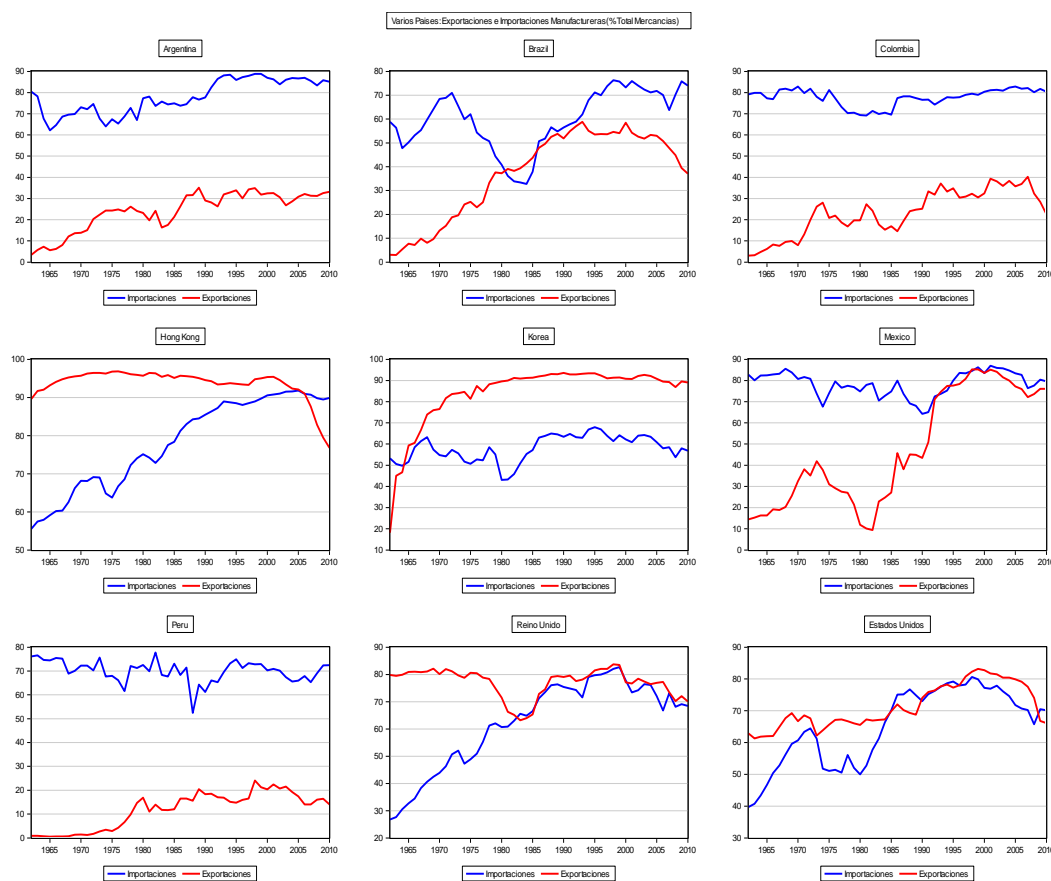 Varios Paises: Exportaciones e Importaciones Manufactureras(%Total Mercancias)
Argentina
90
80
70
60
50
40
30
20
10
0
1965 1970 1975 1980 1985 1990 1995 2000 2005 2010
Importaciones Exportaciones
Brazil
80
70
60
50
40
30
20
10
0
1965 1970 1975 1980 1985 1990 1995 2000 2005 2010
Importaciones Exportaciones
Colombia
90
80
70
60
50
40
30
20
10
0
1965 1970 1975 1980 1985 1990 1995 2000 2005 2010
Importaciones Exportaciones
Hong Kong
100
90
80
70
60
50
1965 1970 1975 1980 1985 1990 1995 2000 2005 2010
Importaciones Exportaciones
Korea
100
90
80
70
60
50
40
30
20
10
1965 1970 1975 1980 1985 1990 1995 2000 2005 2010
Importaciones Exportaciones
Mexico
90
80
70
60
50
40
30
20
10
0
1965 1970 1975 1980 1985 1990 1995 2000 2005 2010
Importaciones Exportaciones
Peru
80
70
60
50
40
30
20
10
0
1965 1970 1975 1980 1985 1990 1995 2000 2005 2010
Importaciones Exportaciones
Reino Unido
90
80
70
60
50
40
30
20
1965 1970 1975 1980 1985 1990 1995 2000 2005 2010
Importaciones Exportaciones
Estados Unidos
90
80
70
60
50
40
30
1965 1970 1975 1980 1985 1990 1995 2000 2005 2010
Importaciones Exportaciones